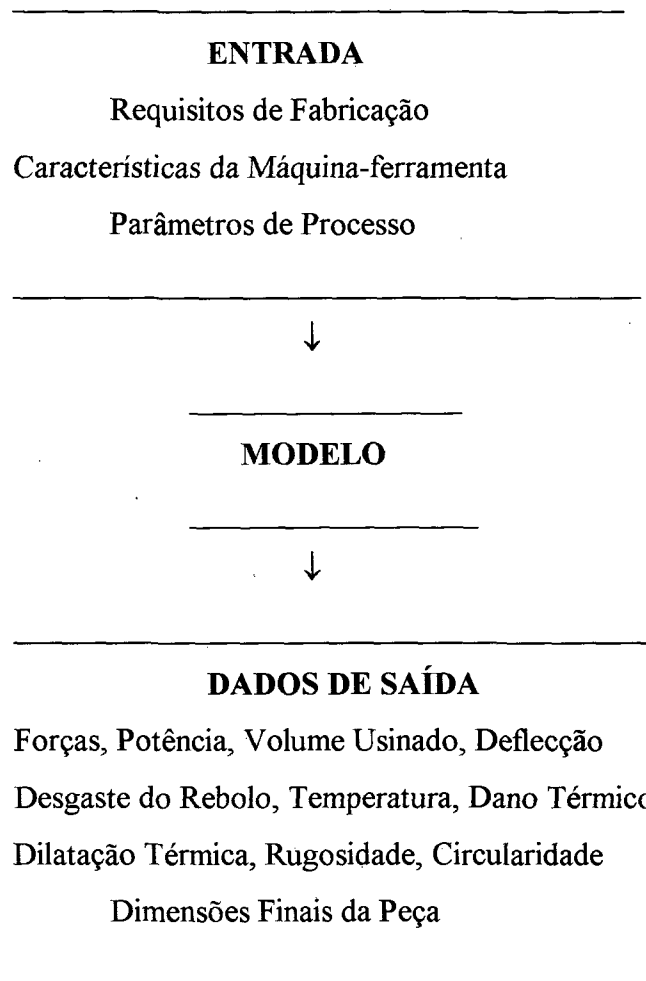 ENTRADA
Requisitos de Fabricação
Características da Máquina-ferramenta
Parâmetros de Processo
↓
MODELO
↓
DADOS DE SAÍDA
Forças, Potência, Volume Usinado, Deflecção
Desgaste do Rebolo, Temperatura, Dano Térmico
Dilatação Térmica, Rugosidade, Circularidade
Dimensões Finais da Peça